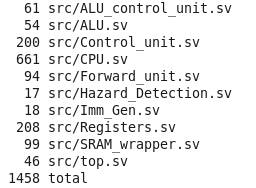 61 src/ALU_control_unit.sv
54 src/ALU.sv
200 src/Control_unit.sv
661 src/CPU.sv
94 src/Forward_unit.sv
17 src/Hazard_Detection.sv
18 src/Imm_Gen.sv
208 src/Registers.sv
99 src/SRAM_wrapper.sv
46 src/top.sv
1458 total